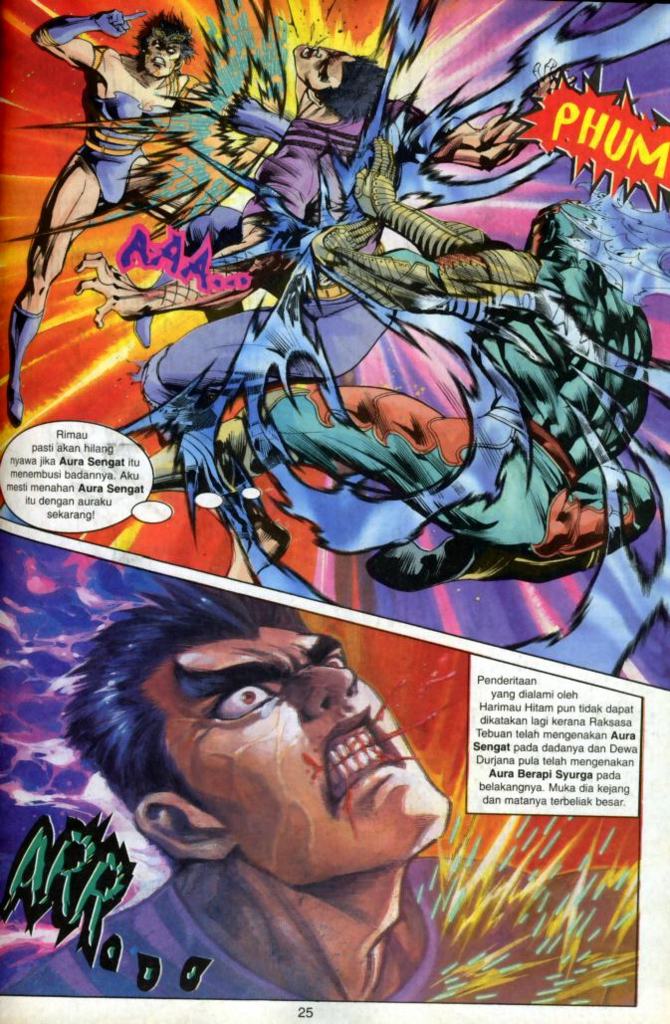 PHUM
AAA...
Rimau
pasti akan hilang
nyawa jika Aura Sengat itu
menembusi badannya. Aku
mesti menahan Aura Sengat
itu dengan auraku
sekarang!
Penderitaan
yang dialami oleh
Harimau Hitam pun tidak dapat
dikatakan lagi kerana Raksasa
Tebuan telah mengenakan Aura
Sengat pada dadanya dan Dewa
Durjana pula telah mengenakan
Aura Berapi Syurga pada
belakangnya. Muka dia kejang
dan matanya terbeliak besar.
ARR...
25